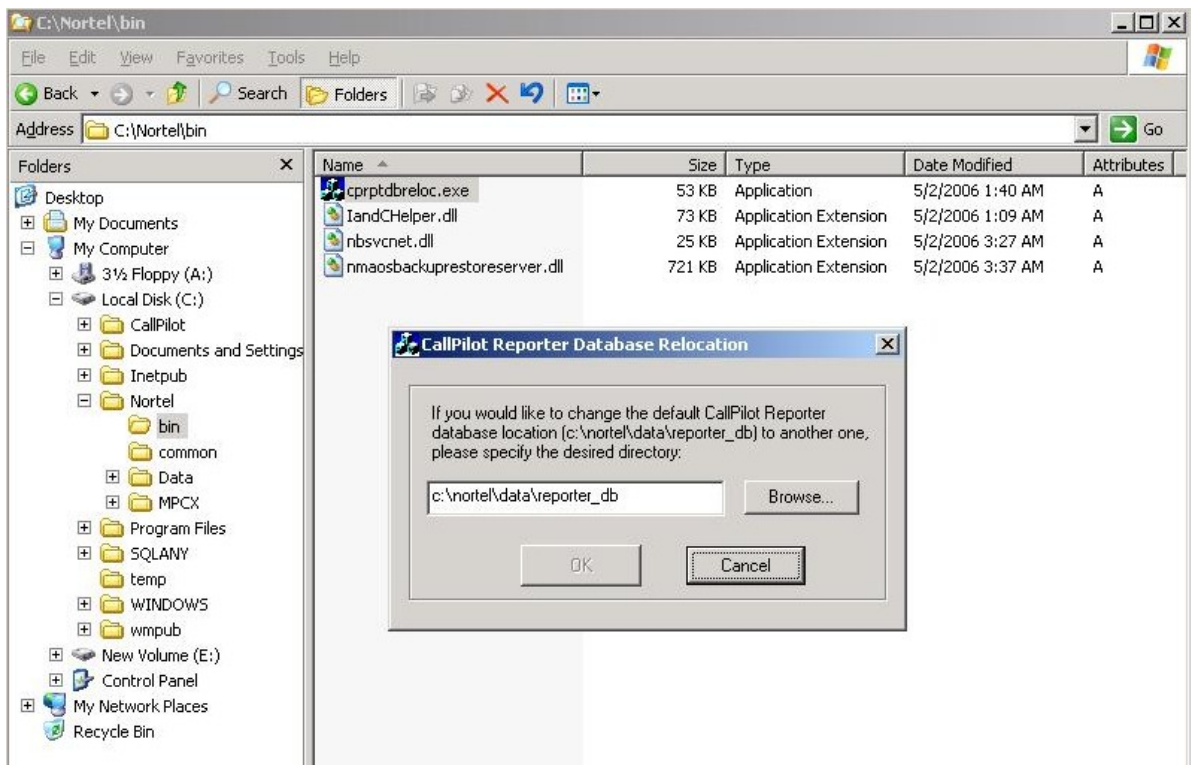 C:\Nortel\bin
File Edit View Favorites Tools Help
Back Search Folders
Address C:\Nortel\bin Go
Folders
Name Size Type Date Modified Attributes
Desktop
My Documents
My Computer
3½ Floppy (A:)
Local Disk (C:)
CallPilot
Documents and Settings
Inetpub
Nortel
bin
common
Data
MPCX
Program Files
SQLANY
temp
WINDOWS
wmpub
New Volume (E:)
Control Panel
My Network Places
Recycle Bin
cprptdbreloc.exe 53 KB Application 5/2/2006 1:40 AM A
IandCHelper.dll 73 KB Application Extension 5/2/2006 1:09 AM A
nbsvcnet.dll 25 KB Application Extension 5/2/2006 3:27 AM A
nmaosbackuprestoreserver.dll 721 KB Application Extension 5/2/2006 3:37 AM A
CallPilot Reporter Database Relocation
If you would like to change the default CallPilot Reporter
database location (c:\nortel\data\reporter_db) to another one,
please specify the desired directory:
c:\nortel\data\reporter_db Browse...
OK Cancel